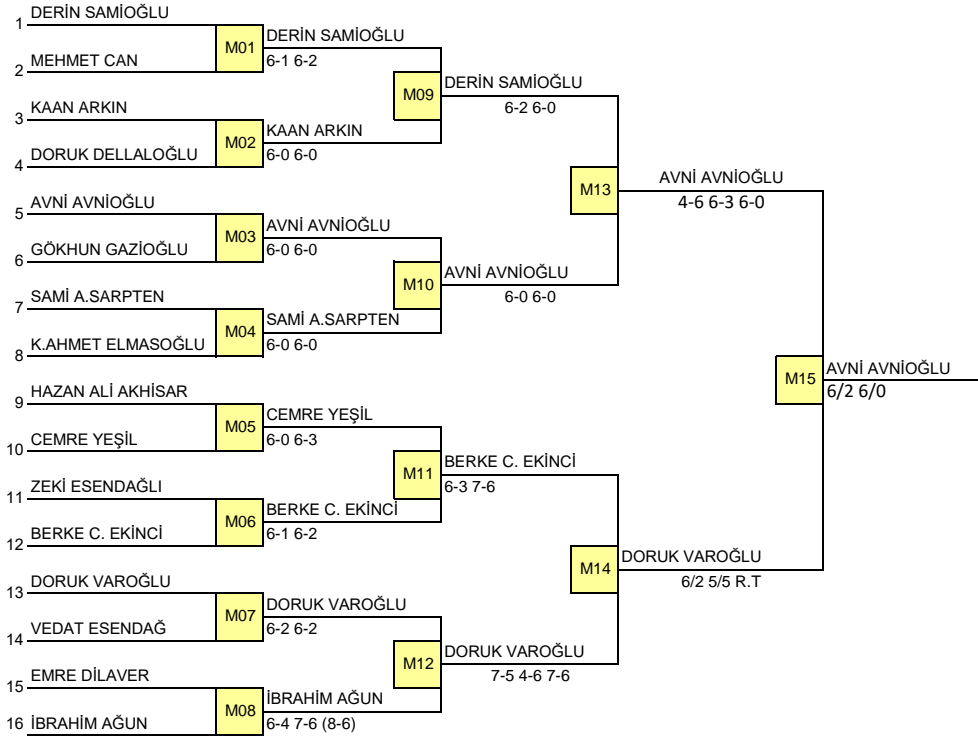 1 DERİN SAMİOĞLU
M01
DERİN SAMİOĞLU
6-1 6-2
2 MEHMET CAN
M09
DERİN SAMİOĞLU
6-2 6-0
3 KAAN ARKIN
M02
KAAN ARKIN
6-0 6-0
4 DORUK DELLALOĞLU
M13
AVNİ AVNİOĞLU
4-6 6-3 6-0
5 AVNİ AVNİOĞLU
M03
AVNİ AVNİOĞLU
6-0 6-0
6 GÖKHUN GAZİOĞLU
M10
AVNİ AVNİOĞLU
6-0 6-0
7 SAMİ A.SARPTEN
M04
SAMİ A.SARPTEN
6-0 6-0
8 K.AHMET ELMASOĞLU
M15
AVNİ AVNİOĞLU
6/2 6/0
9 HAZAN ALİ AKHİSAR
M05
CEMRE YEŞİL
6-0 6-3
10 CEMRE YEŞİL
M11
BERKE C. EKİNCİ
6-3 7-6
11 ZEKİ ESENDAĞLI
M06
BERKE C. EKİNCİ
6-1 6-2
12 BERKE C. EKİNCİ
M14
DORUK VAROĞLU
6/2 5/5 R.T
13 DORUK VAROĞLU
M07
DORUK VAROĞLU
6-2 6-2
14 VEDAT ESENDAĞ
M12
DORUK VAROĞLU
7-5 4-6 7-6
15 EMRE DİLAVER
M08
İBRAHİM AĞUN
6-4 7-6 (8-6)
16 İBRAHİM AĞUN